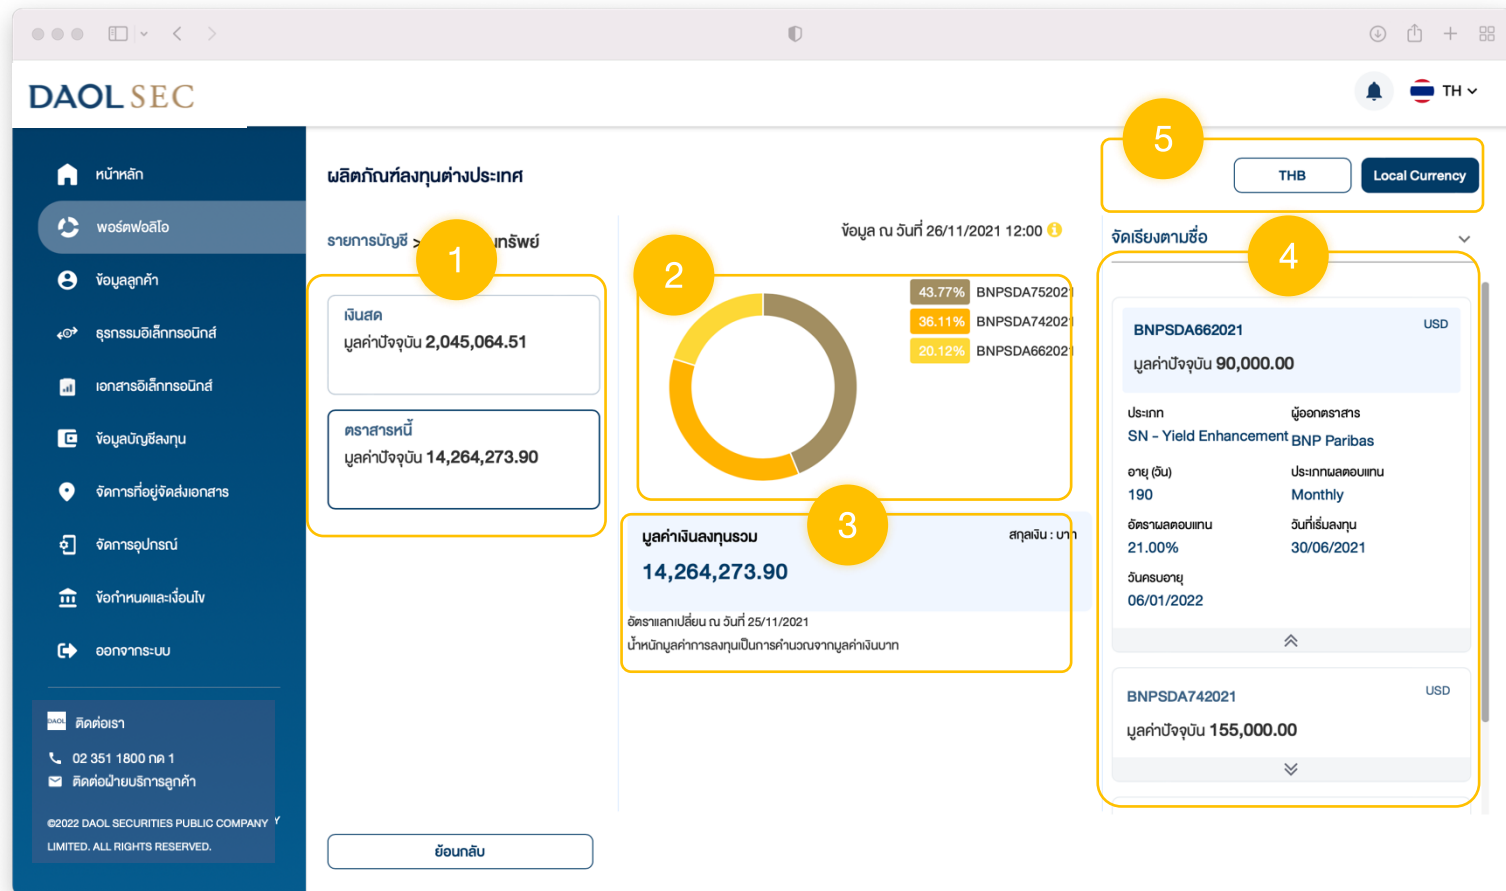 DAOL SEC
TH
หน้าหลัก
พอร์ตฟอลิโอ
ข้อมูลลูกค้า
ธุรกรรมอิเล็กทรอนิกส์
เอกสารอิเล็กทรอนิกส์
ข้อมูลบัญชีลงทุน
จัดการที่อยู่จัดส่งเอกสาร
จัดการอุปกรณ์
ข้อกำหนดและเงื่อนไข
ออกจากระบบ
DAOL ติดต่อเรา
02 351 1800 กด 1
ติดต่อฝ่ายบริการลูกค้า
©2022 DAOL SECURITIES PUBLIC COMPANY
LIMITED. ALL RIGHTS RESERVED.
ผลิตภัณฑ์ลงทุนต่างประเทศ
รายการบัญชี >
1
เงินสด
มูลค่าปัจจุบัน 2,045,064.51
ตราสารหนี้
มูลค่าปัจจุบัน 14,264,273.90
ย้อนกลับ
ข้อมูล ณ วันที่ 26/11/2021 12:00
2
43.77% BNPSDA752021
36.11% BNPSDA742021
20.12% BNPSDA662021
3
มูลค่าเงินลงทุนรวม
สกุลเงิน : บาท
14,264,273.90
อัตราแลกเปลี่ยน ณ วันที่ 25/11/2021
น้ำหนักมูลค่าการลงทุนเป็นการคำนวณจากมูลค่าเงินบาท
5
THB
Local Currency
จัดเรียงตามชื่อ
4
BNPSDA662021
USD
มูลค่าปัจจุบัน 90,000.00
ประเภท
ผู้ออกตราสาร
SN - Yield Enhancement
BNP Paribas
อายุ (วัน)
ประเภทผลตอบแทน
190
Monthly
อัตราผลตอบแทน
วันที่เริ่มลงทุน
21.00%
30/06/2021
วันครบอายุ
06/01/2022
BNPSDA742021
USD
มูลค่าปัจจุบัน 155,000.00